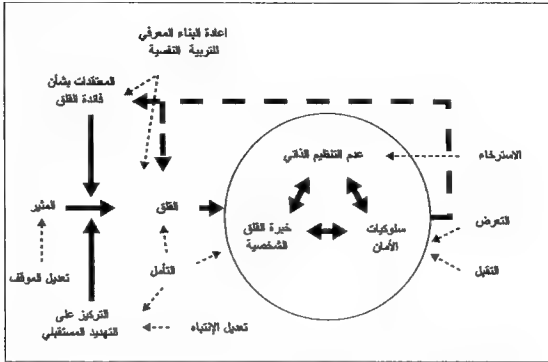 اعادة البناء المعرفي
للتربية النفسية
المعتقدات بشأن
فائدة القلق
عدم التنظيم الذاتي
الاسترخاء
المثير
القلق
خبرة القلق
الشخصية
سلوكيات
الأمان
التعرض
تعديل الموقف
التأمل
التقبل
التركيز على
التهديد المستقبلي
تعديل الإنتباه